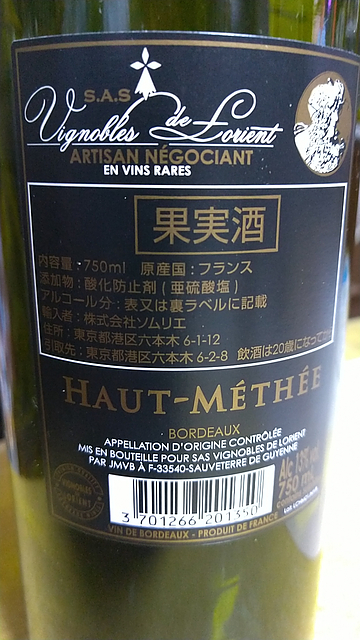 S.A.S
Vignobles de Lorient
ARTISAN NÉGOCIANT
EN VINS RARES
果実酒
内容量:750ml 原産国:フランス
添加物:酸化防止剤(亜硫酸塩)
アルコール分:表又は裏ラベルに記載
輸入者:株式会社ソムリエ
住所:東京都港区六本木6-1-12
引取先:東京都港区六本木6-2-8 飲酒は20歳になって
HAUT-MÉTHÉE
BORDEAUX
APPELLATION D'ORIGINE CONTRÔLÉE
MIS EN BOUTEILLE POUR SAS VIGNOBLES DE LORIENT
PAR JMVB À F-33540-SAUVETERRE DE GUYENNE
Alc 13% vol.
750 ml
3 701266 201350
VIN DE BORDEAUX - PRODUIT DE FRANCE